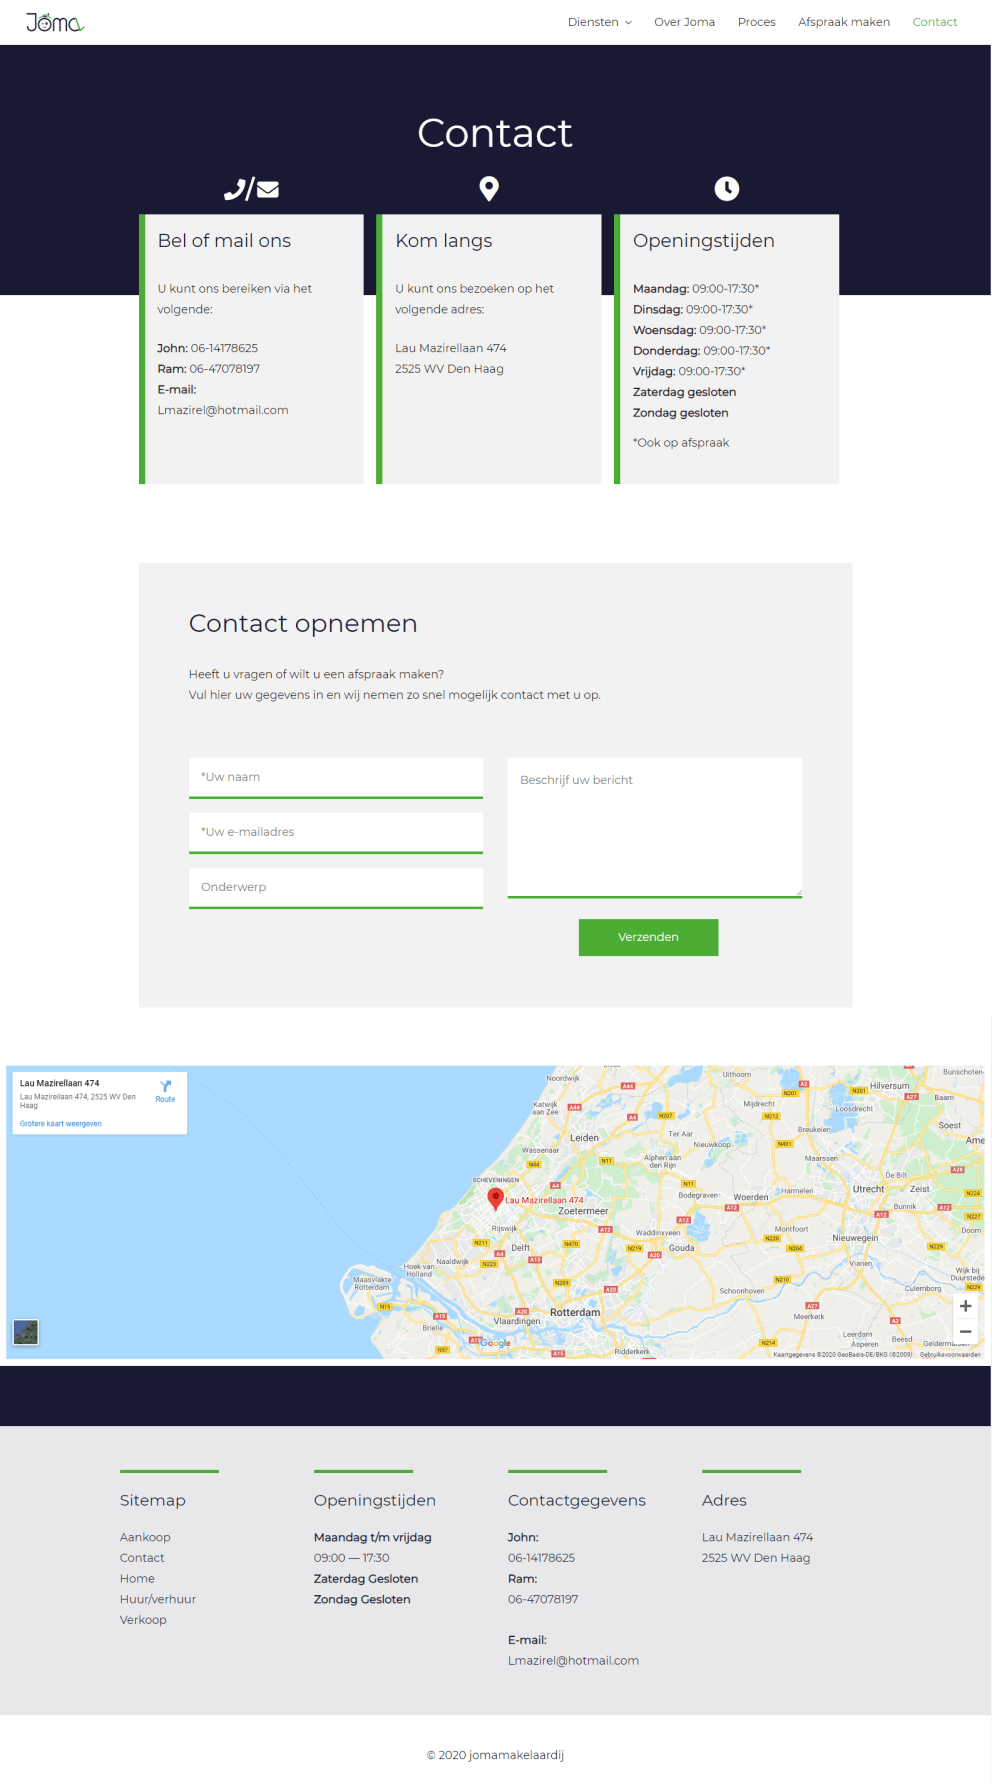 Joma
Diensten
Over Joma
Proces
Afspraak maken
Contact
Contact
Bel of mail ons
U kunt ons bereiken via het
volgende:
John: 06-14178625
Ram: 06-47078197
E-mail:
Lmazirel@hotmail.com
Kom langs
U kunt ons bezoeken op het
volgende adres:
Lau Mazirellaan 474
2525 WV Den Haag
Openingstijden
Maandag: 09:00-17:30*
Dinsdag: 09:00-17:30*
Woensdag: 09:00-17:30*
Donderdag: 09:00-17:30*
Vrijdag: 09:00-17:30*
Zaterdag gesloten
Zondag gesloten
*Ook op afspraak
Contact opnemen
Heeft u vragen of wilt u een afspraak maken?
Vul hier uw gegevens in en wij nemen zo snel mogelijk contact met u op.
*Uw naam
*Uw e-mailadres
Onderwerp
Beschrijf uw bericht
Verzenden
Lau Mazirellaan 474
Lau Mazirellaan 474, 2525 WV Den
Haag
Route
Grotere kaart weergeven
Noordwijk
Uithoorn
Hilversum
Bunschoten-
Baarn
Katwijk
aan Zee
Mijdrecht
Loosdrecht
Leiden
Ter Aar
Nieuwkoop
Breukelen
Soest
Ame
Wassenaar
Alphen aan
den Rijn
Maarssen
De Bilt
SCHEVENINGEN
Lau Mazirellaan 474
Zoetermeer
Bodegraven
Woerden
Harmelen
Utrecht
Zeist
Bunnik
Rijswijk
Waddinxveen
Montfoort
Nieuwegein
Doorn
Delft
Gouda
Naaldwijk
Hoek van
Holland
Vianen
Wijk bij
Duurstede
Maasvlakte
Rotterdam
Schoonhoven
Culemborg
Rotterdam
Vlaardingen
Meerkerk
Brielle
Leerdam
Asperen
Beesd
Ridderkerk
Google
Kaartgegevens ©2020 GeoBasis-DE/BKG (©2009)
Gebruiksvoorwaarden
Sitemap
Aankoop
Contact
Home
Huur/verhuur
Verkoop
Openingstijden
Maandag t/m vrijdag
09:00 — 17:30
Zaterdag Gesloten
Zondag Gesloten
Contactgegevens
John:
06-14178625
Ram:
06-47078197
E-mail:
Lmazirel@hotmail.com
Adres
Lau Mazirellaan 474
2525 WV Den Haag
© 2020 jomamakelaardij